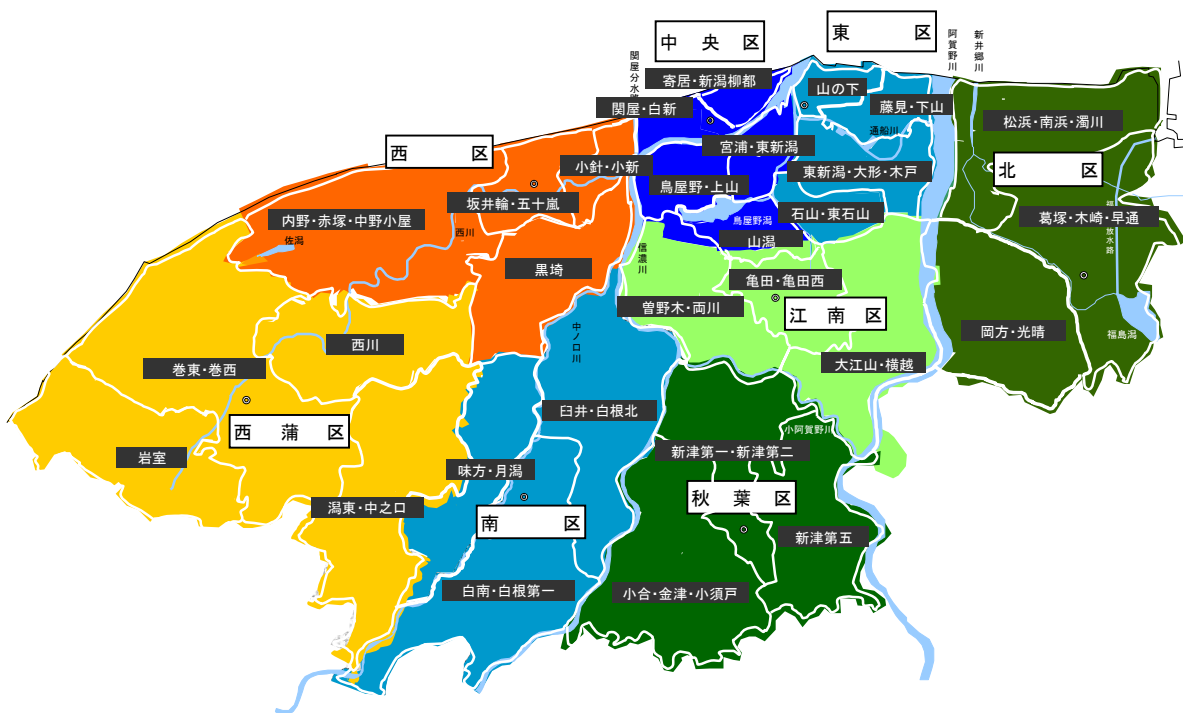 中央区
東区
寄居・新潟柳都
山の下
関屋・白新
藤見・下山
松浜・南浜・濁川
関屋分水路
阿賀野川
新井郷川
通船川
西区
宮浦・東新潟
北区
小針・小新
東新潟・大形・木戸
鳥屋野・上山
坂井輪・五十嵐
内野・赤塚・中野小屋
石山・東石山
葛塚・木崎・早通
鳥屋野潟
西川
佐潟
山潟
信濃川
黒埼
亀田・亀田西
曽野木・両川
江南区
岡方・光晴
福島潟
中ノ口川
西川
巻東・巻西
大江山・横越
臼井・白根北
西蒲区
小阿賀野川
岩室
新津第一・新津第二
味方・月潟
秋葉区
潟東・中之口
南区
新津第五
白南・白根第一
小合・金津・小須戸